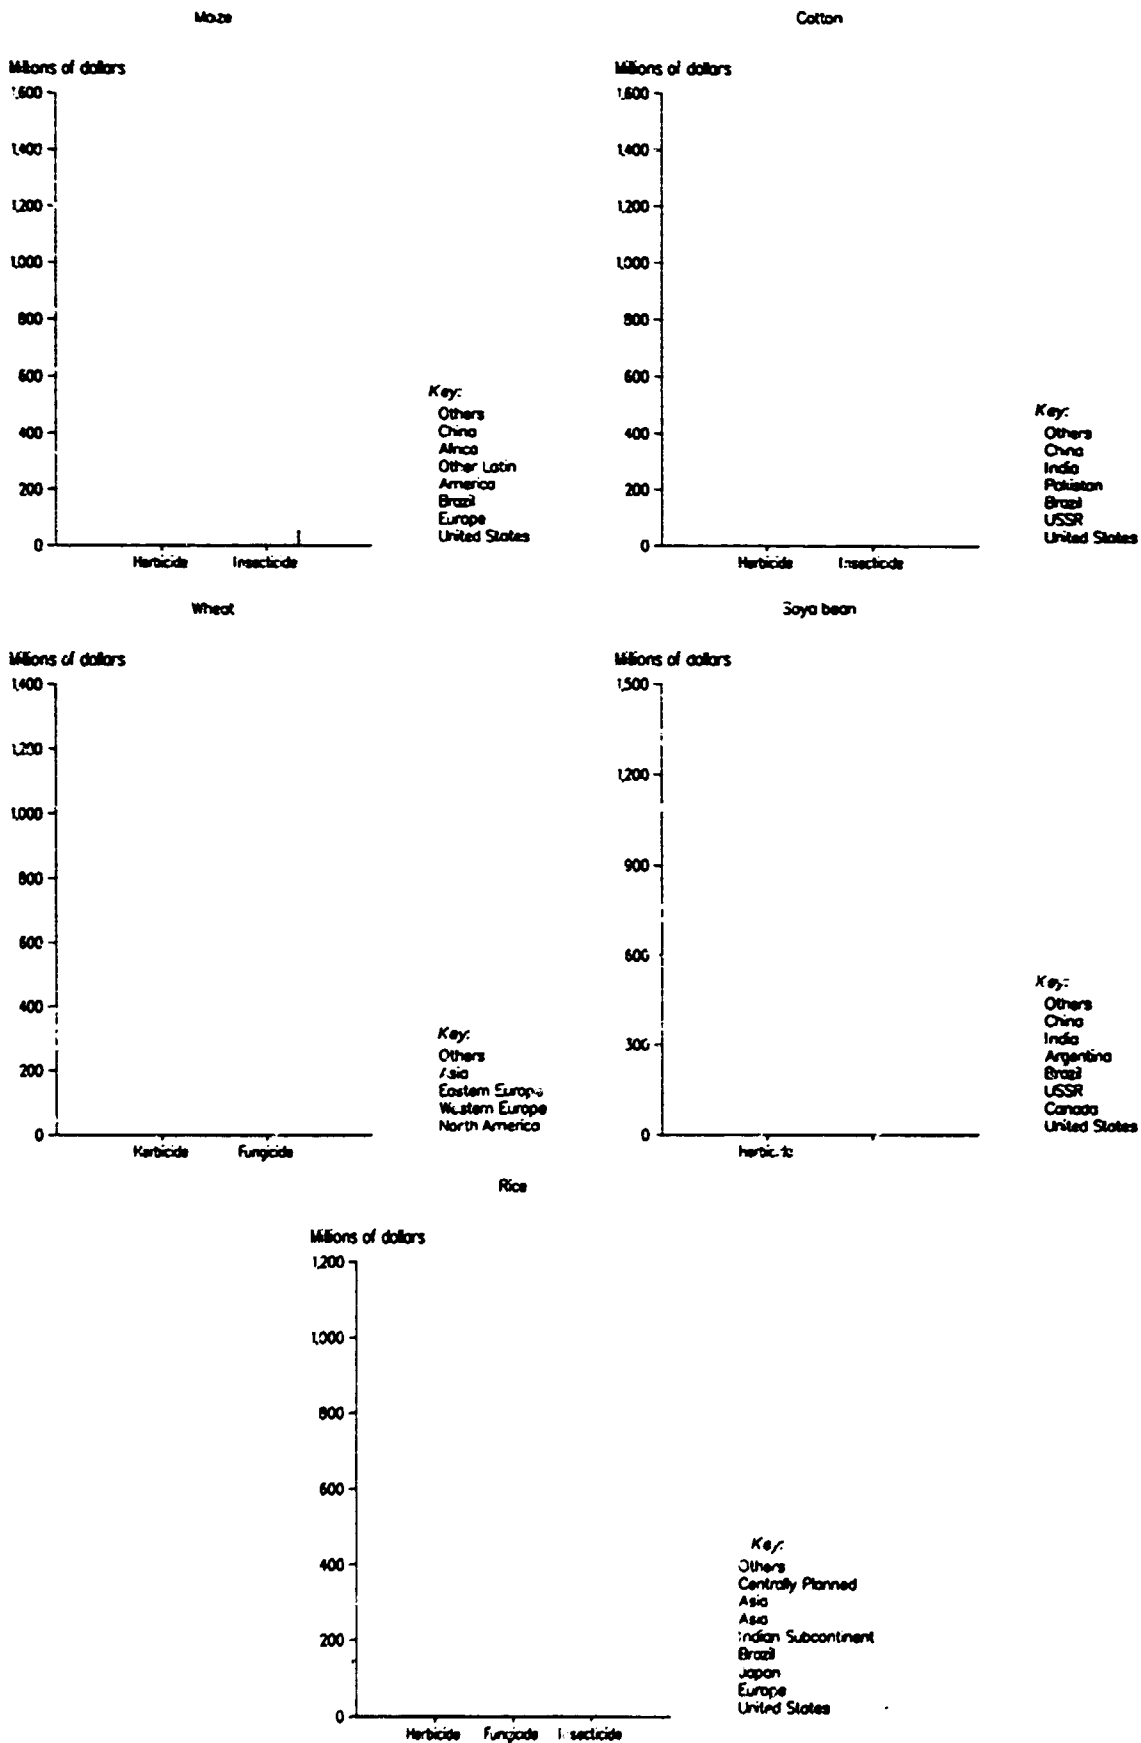 Maize
Millions of dollars
1,600
1,400
1,200
1,000
800
600
400
200
0
Herbicide Insecticide
Key:
Others
China
Africa
Other Latin
America
Brazil
Europe
United States
Cotton
Millions of dollars
1,600
1,400
1,200
1,000
800
600
400
200
0
Herbicide Insecticide
Key:
Others
China
India
Pakistan
Brazil
USSR
United States
Wheat
Millions of dollars
1,400
1,200
1,000
800
600
400
200
0
Herbicide Fungicide
Key:
Others
Asia
Eastern Europe
Western Europe
North America
Soya bean
Millions of dollars
1,500
1,200
900
600
300
0
Herbicide
Key:
Others
China
India
Argentina
Brazil
USSR
Canada
United States
Rice
Millions of dollars
1,200
1,000
800
600
400
200
0
Herbicide Fungicide Insecticide
Key:
Others
Centrally Planned
Asia
Asia
Indian Subcontinent
Brazil
Japan
Europe
United States